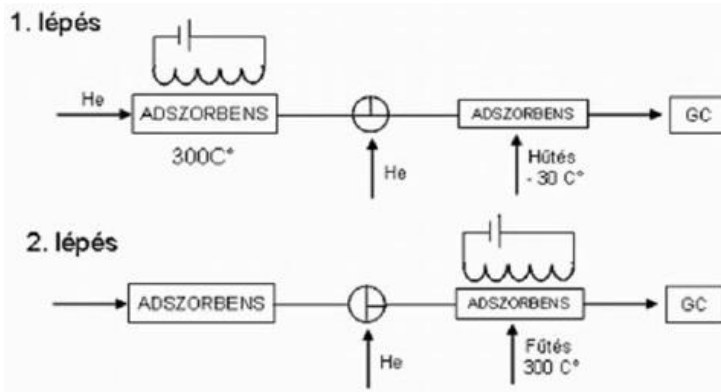 1. lépés
He
ADSZORBENS
300C°
He
ADSZORBENS
Hűtés
- 30 C°
GC
2. lépés
ADSZORBENS
He
ADSZORBENS
Fűtés
300 C°
GC